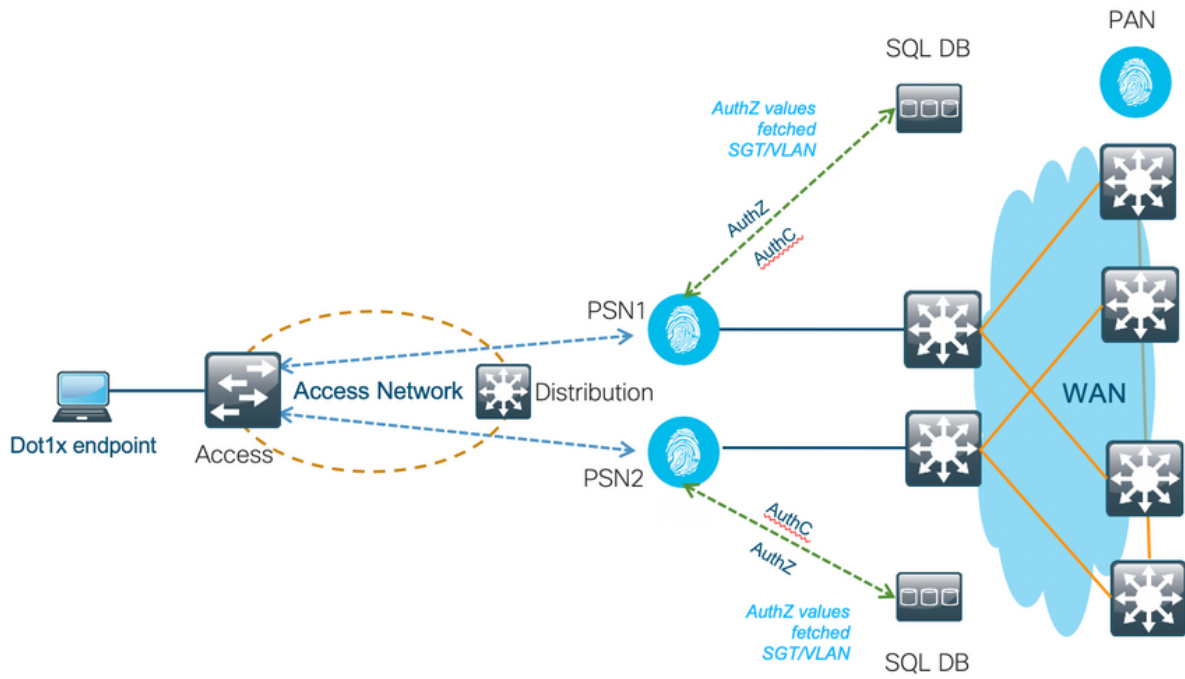 PAN
SQL DB
AuthZ values
fetched
SGT/VLAN
AuthZ
AuthC
PSN1
Access Network
Distribution
WAN
Dot1x endpoint
Access
PSN2
AuthC
AuthZ
AuthZ values
fetched
SGT/VLAN
SQL DB